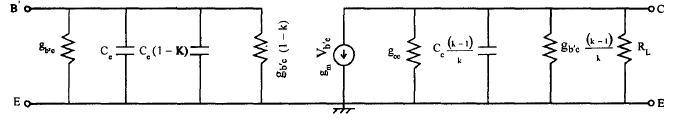 B'
g_b'e
C_e
C_c(1-K)
g_b'c (1-k)
g_m V_b'e
g_ce
C_c (k-1)/k
g_b'c (k-1)/k
R_L
C
E
E